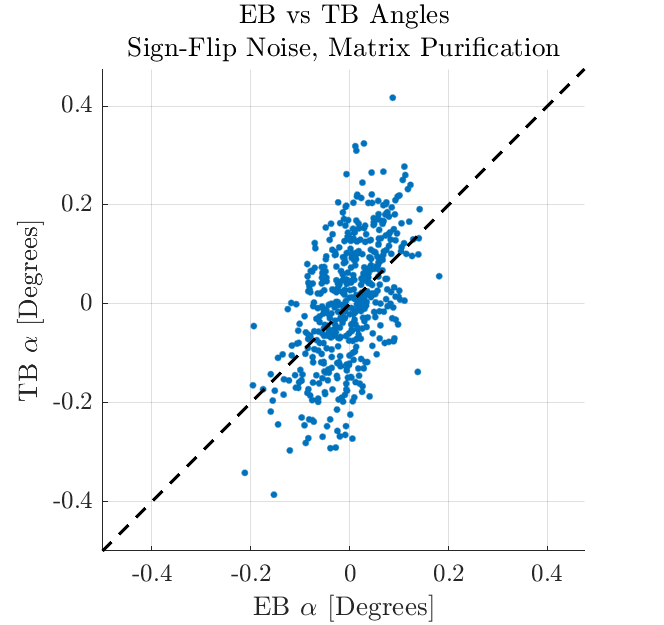 EB vs TB Angles
Sign-Flip Noise, Matrix Purification
0.4
0.2
0
-0.2
-0.4
TB α [Degrees]
-0.4
-0.2
0
0.2
0.4
EB α [Degrees]